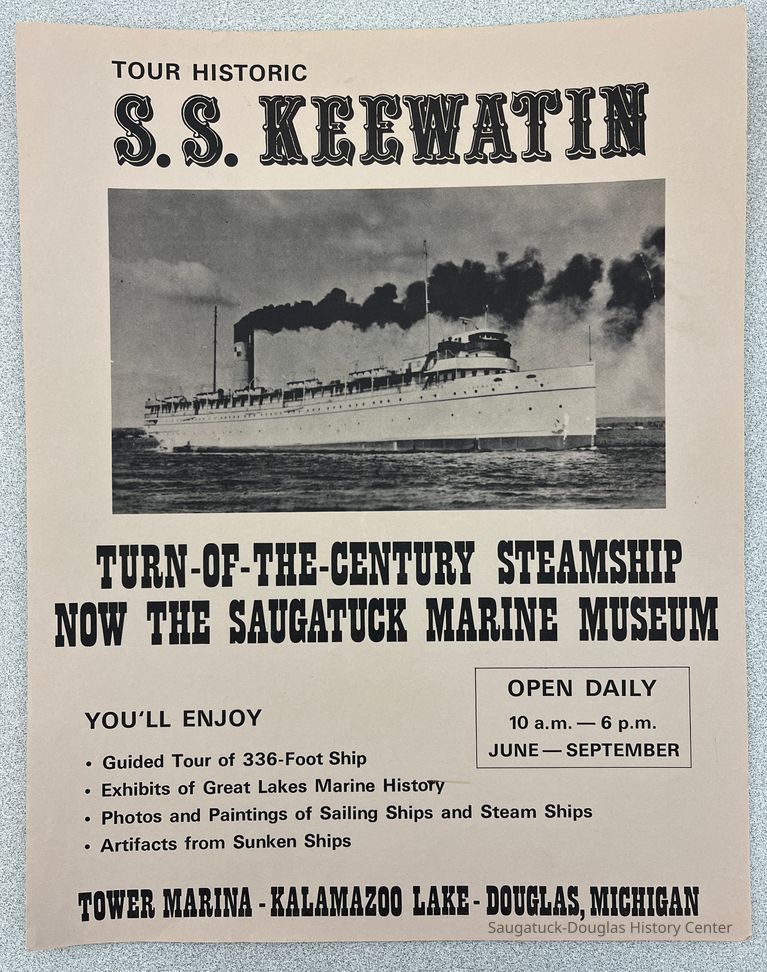 TOUR HISTORIC
S.S. KEEWATIN
TURN-OF-THE-CENTURY STEAMSHIP
NOW THE SAUGATUCK MARINE MUSEUM
OPEN DAILY
10 a.m. — 6 p.m.
JUNE — SEPTEMBER
YOU'LL ENJOY
• Guided Tour of 336-Foot Ship
• Exhibits of Great Lakes Marine History
• Photos and Paintings of Sailing Ships and Steam Ships
• Artifacts from Sunken Ships
TOWER MARINA - KALAMAZOO LAKE - DOUGLAS, MICHIGAN
Saugatuck-Douglas History Center